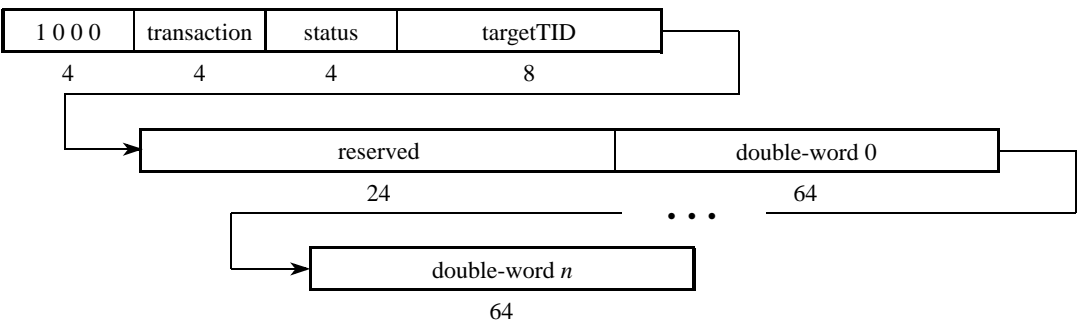 1 0 0 0 transaction status targetTID
4 4 4 8
reserved double-word 0
24 64
...
double-word n
64